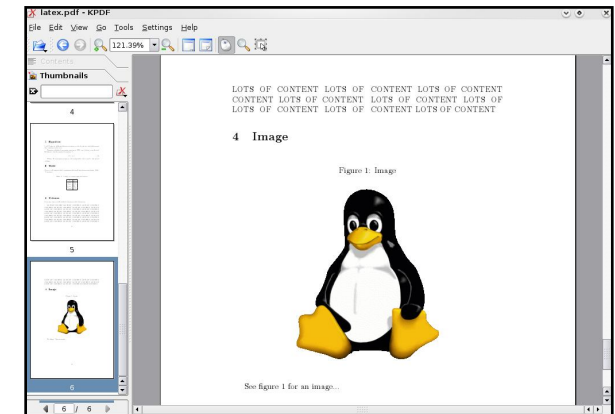 latex.pdf - KPDF
File Edit View Go Tools Settings Help
121.39%
Contents
Thumbnails
4
5
6
6 / 6
LOTS OF CONTENT LOTS OF CONTENT LOTS OF CONTENT
CONTENT LOTS OF CONTENT LOTS OF CONTENT LOTS OF
LOTS OF CONTENT LOTS OF CONTENT LOTS OF CONTENT
4 Image
Figure 1: Image
See figure 1 for an image...